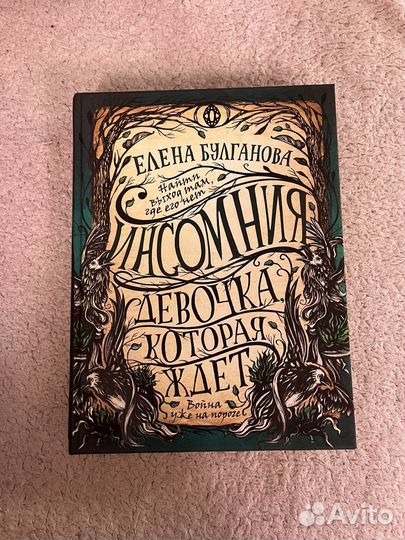 ЕЛЕНА БУЛГАНОВА
Найти
выход там,
где его нет
ИНСОМНИЯ
ДЕВОЧКА,
КОТОРАЯ
ЖДЕТ
Война
уже на пороге
Avito